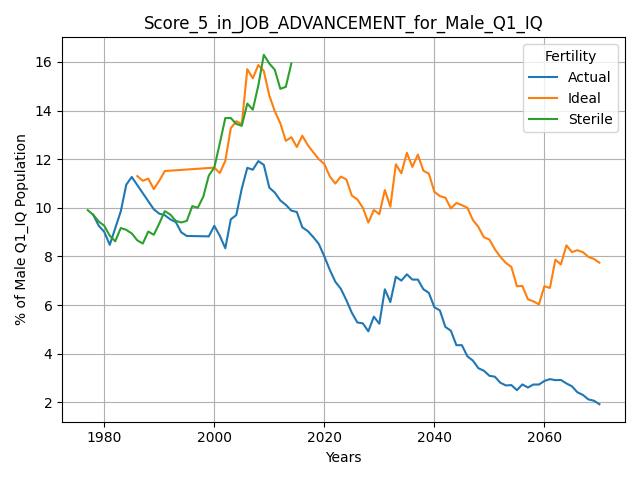 Score_5_in_JOB_ADVANCEMENT_for_Male_Q1_IQ
% of Male Q1_IQ Population
16
14
12
10
8
6
4
2
1980
2000
2020
2040
2060
Years
Fertility
Actual
Ideal
Sterile